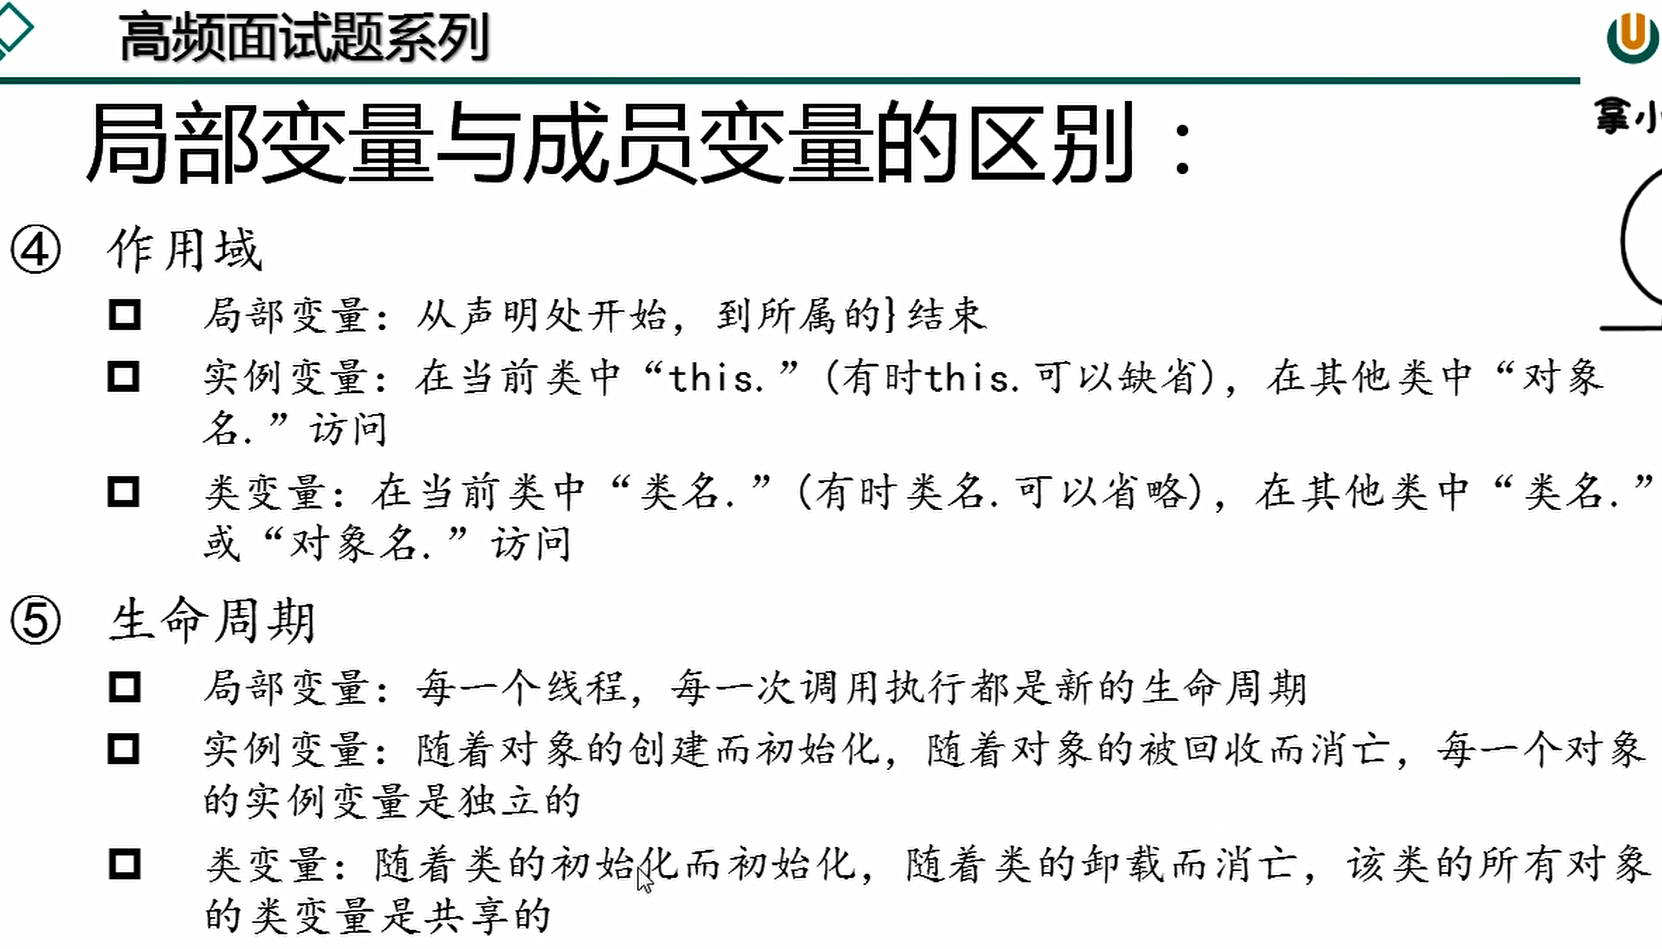 高频面试题系列
U
拿小
局部变量与成员变量的区别：
④ 作用域
局部变量：从声明处开始，到所属的}结束
实例变量：在当前类中“this.”(有时this.可以缺省)，在其他类中“对象
名.”访问
类变量：在当前类中“类名.”(有时类名.可以省略)，在其他类中“类名.”
或“对象名.”访问
⑤ 生命周期
局部变量：每一个线程，每一次调用执行都是新的生命周期
实例变量：随着对象的创建而初始化，随着对象的被回收而消亡，每一个对象
的实例变量是独立的
类变量：随着类的初始化而初始化，随着类的卸载而消亡，该类的所有对象
的类变量是共享的